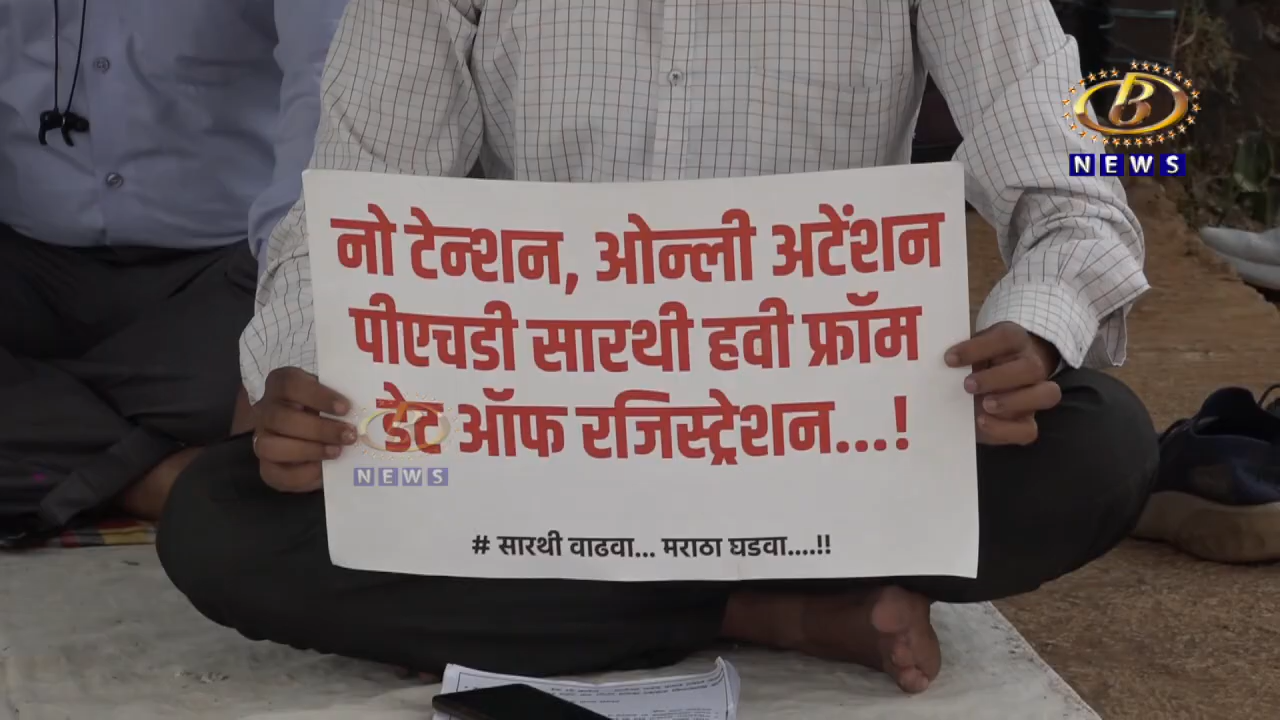 B
NEWS
नो टेन्शन, ओन्ली अटेंशन
पीएचडी सारथी हवी फ्रॉम
डेट ऑफ रजिस्ट्रेशन...!
B
NEWS
# सारथी वाढवा... मराठा घडवा....!!